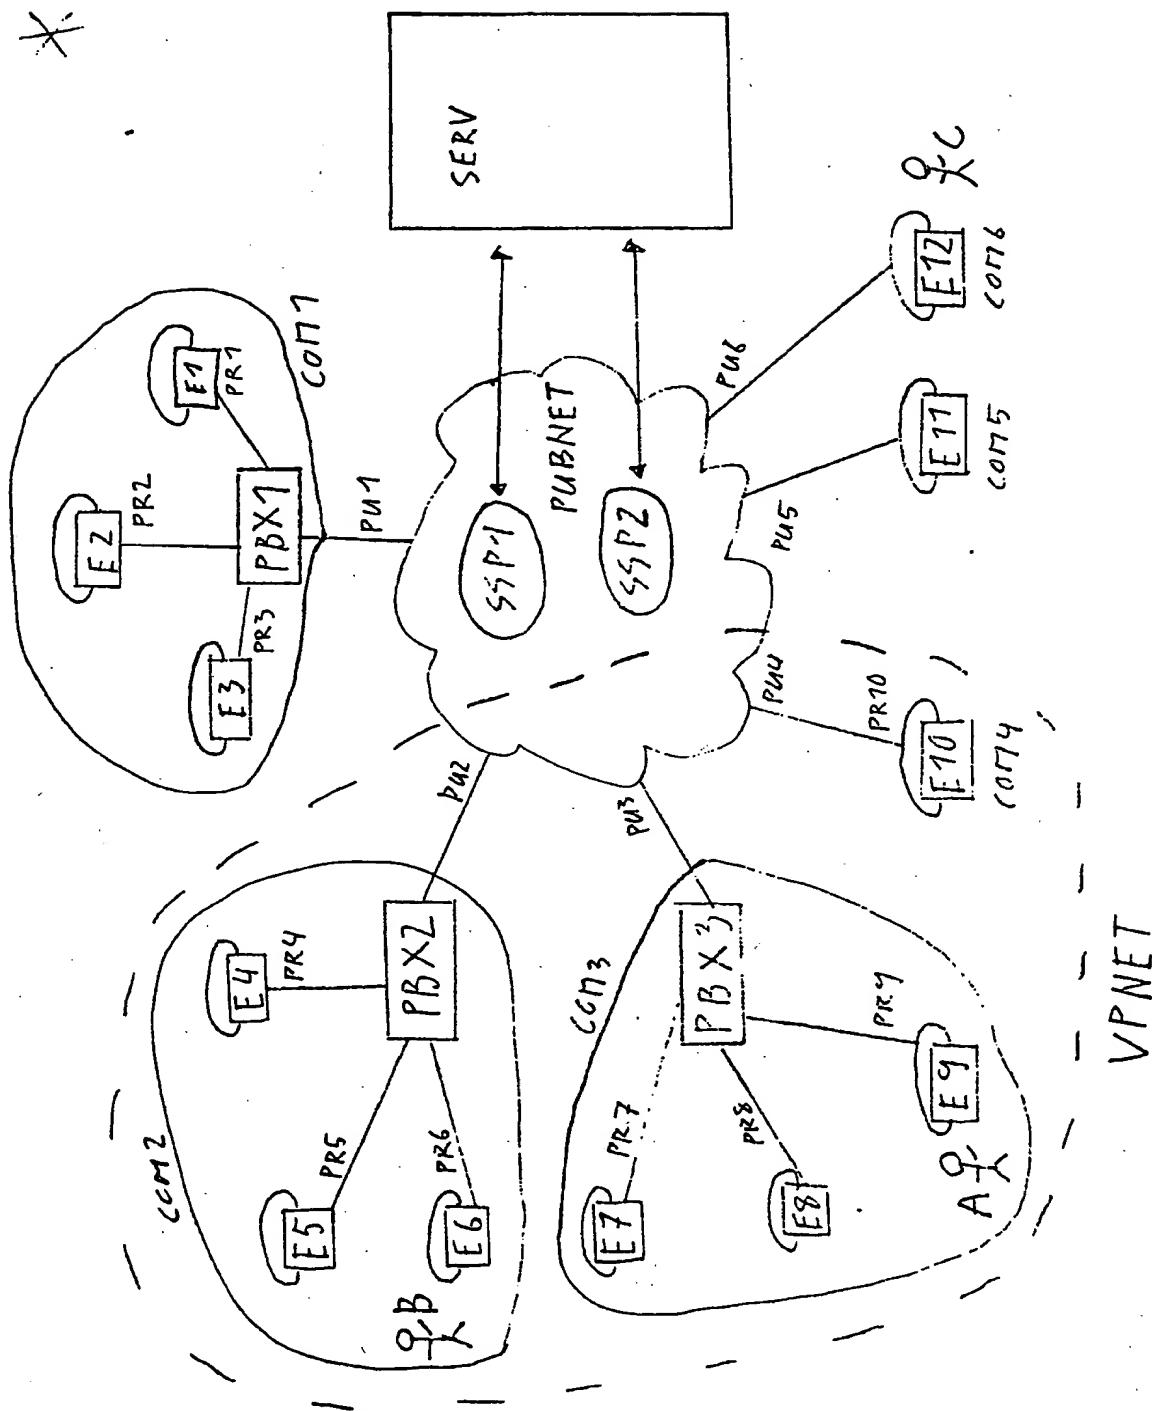 E2
PR2
COM2
E1
PR1
E3
E4
PR3
PBX1
PR4
COM1
E5
PR5
PU1
B
PBX2
PR6
PU2
SERV
E6
SSP1
PUBNET
COM3
E7
PR7
PU3
SSP2
PBX3
PU6
PR8
PU4
PU5
E8
PR10
PR9
E9
E10
E11
E12
C
A
COM4
COM5
COM6
VPNET